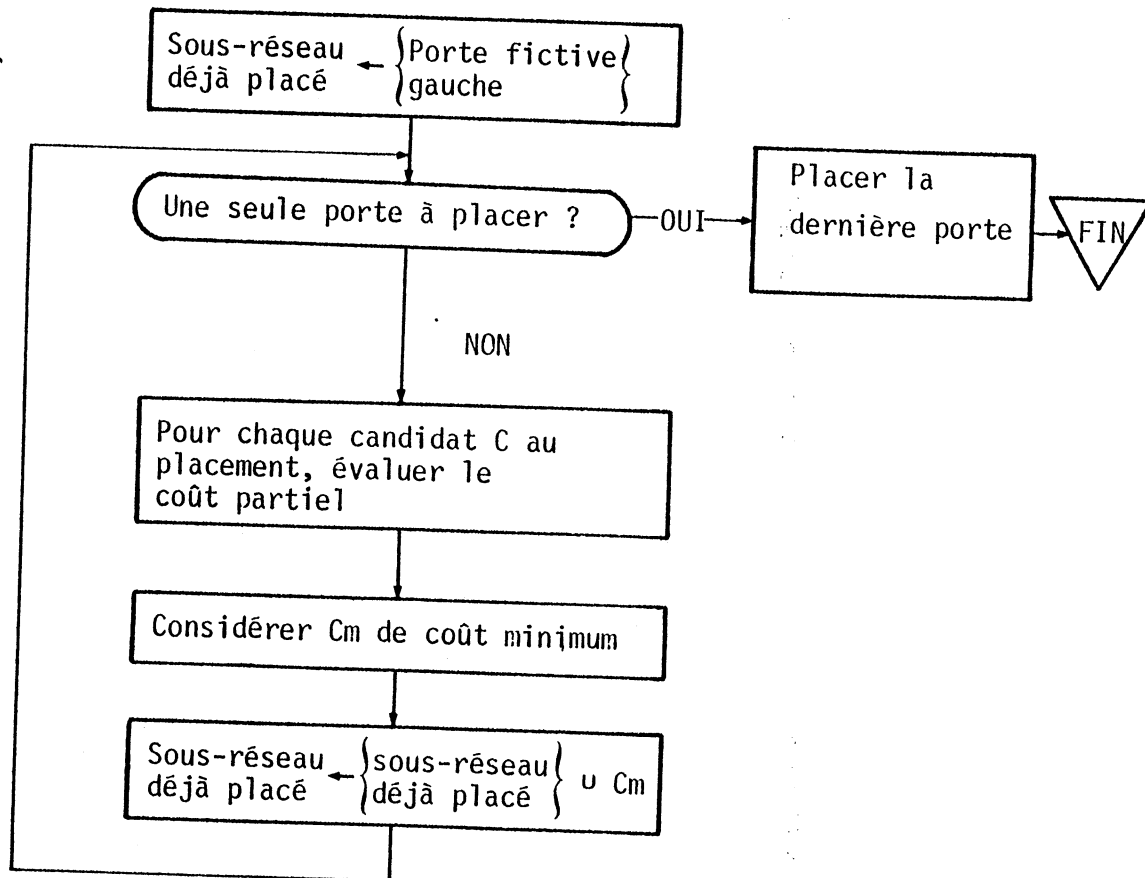 Sous-réseau ← {Porte fictive}
déjà placé {gauche}
Une seule porte à placer ?
OUI
Placer la
dernière porte
FIN
NON
Pour chaque candidat C au
placement, évaluer le
coût partiel
Considérer Cm de coût minimum
Sous-réseau ← {sous-réseau} ∪ Cm
déjà placé {déjà placé}